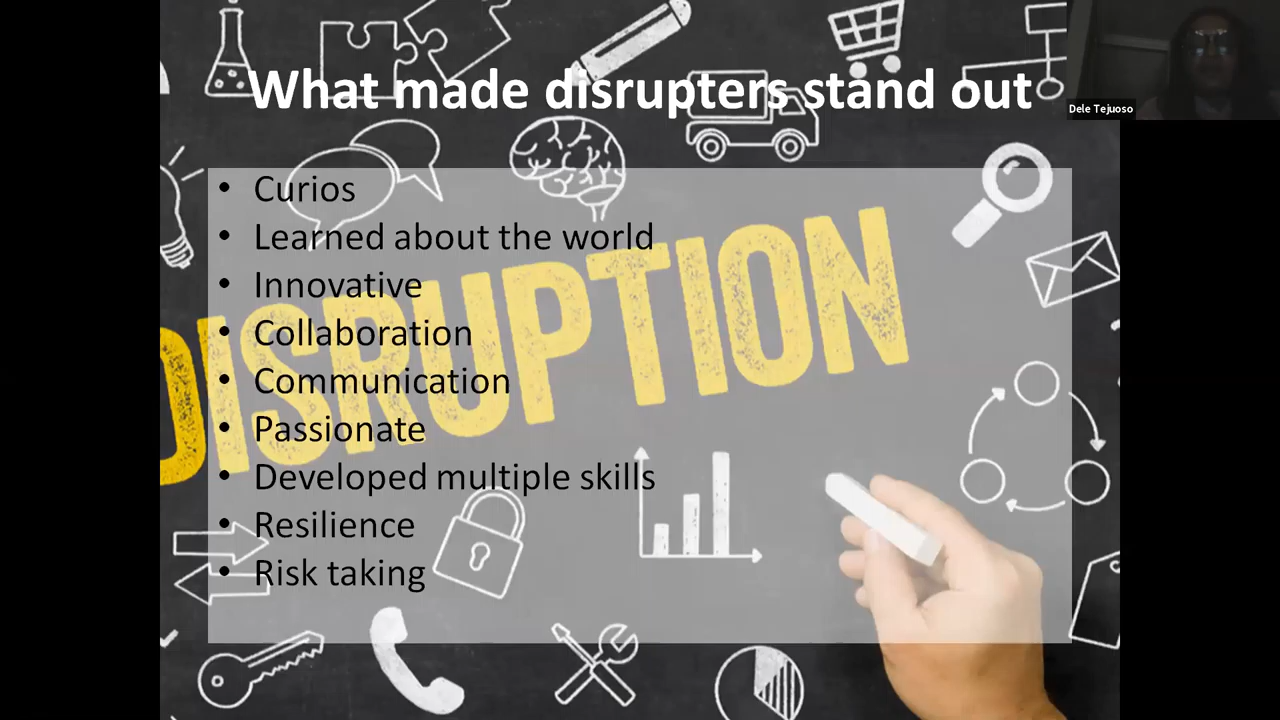 What made disrupters stand out
Dele Tejuoso
• Curios
• Learned about the world
• Innovative
• Collaboration
• Communication
• Passionate
• Developed multiple skills
• Resilience
• Risk taking
DISRUPTION